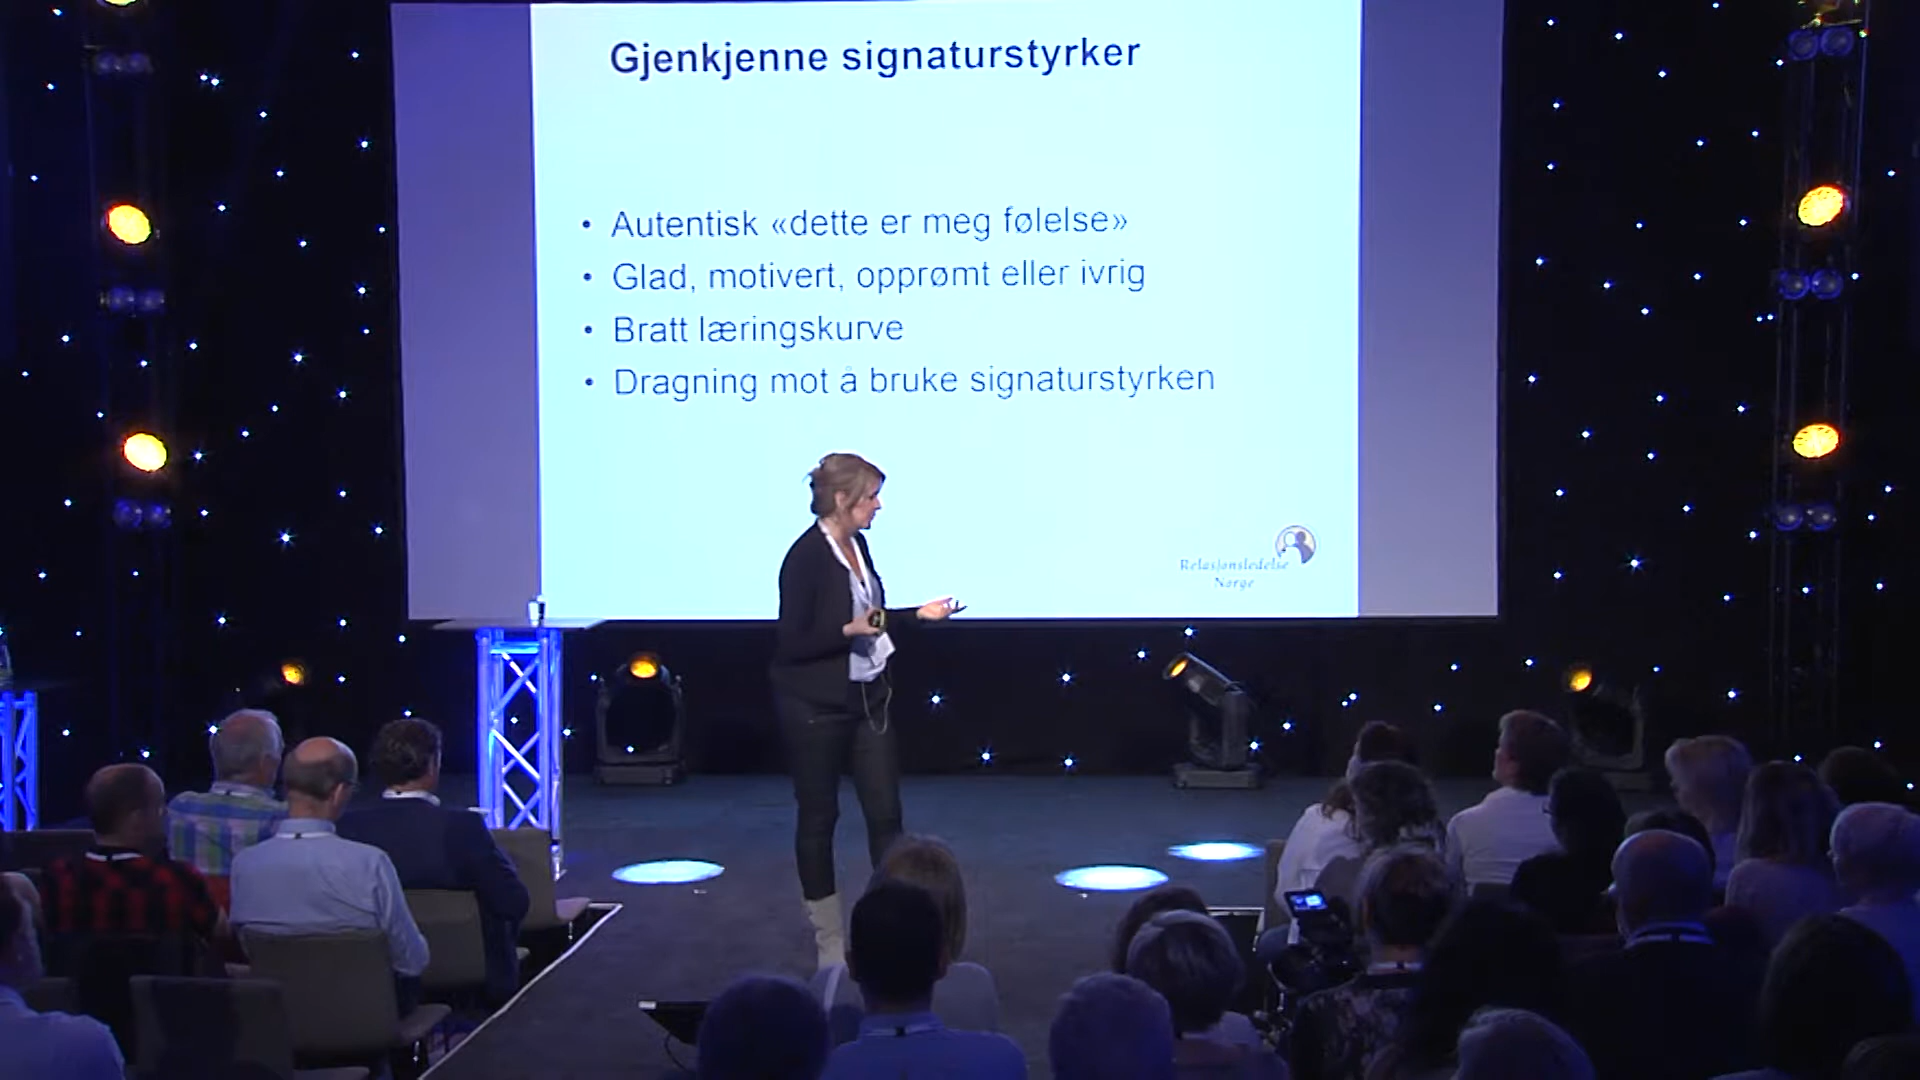 Gjenkjenne signaturstyrker
• Autentisk «dette er meg følelse»
• Glad, motivert, opprømt eller ivrig
• Bratt læringskurve
• Dragning mot å bruke signaturstyrken
Relasjonsledelse
Norge